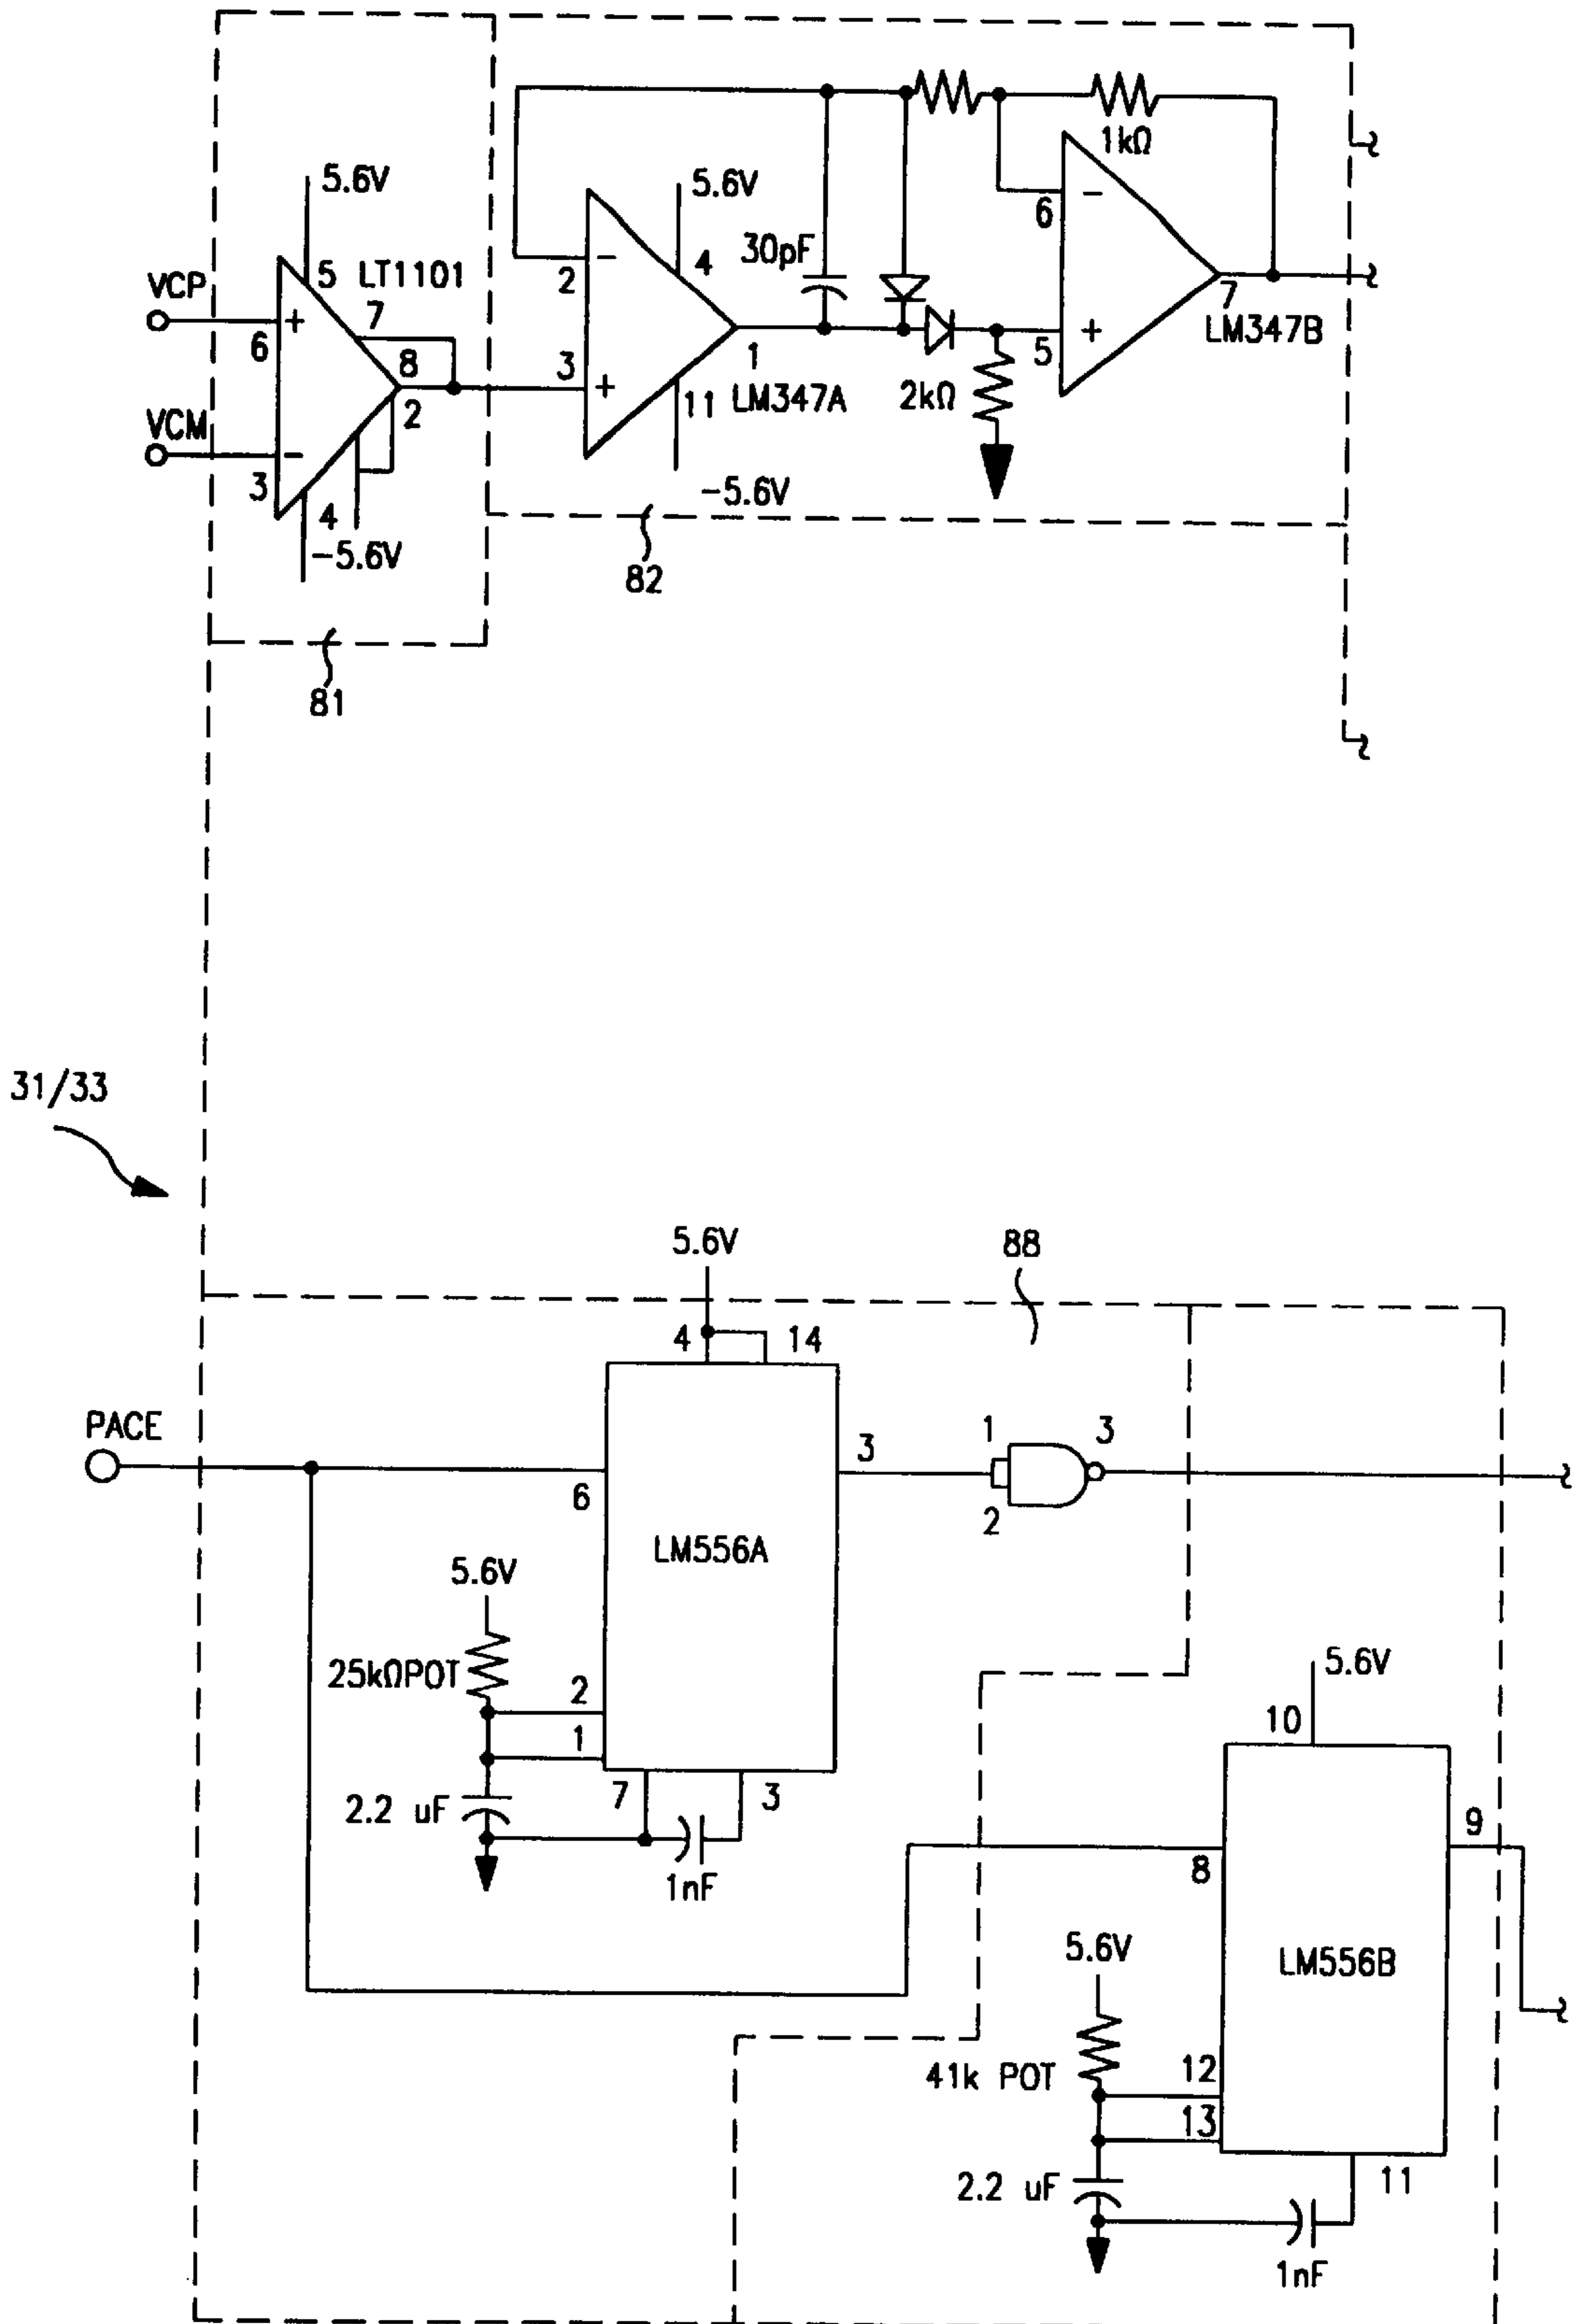 5.6V
LT1101
VCP
5
7
+
6
8
VCM
2
−
3
4
−5.6V
81
5.6V
−
2
4
30pF
3
+
1
11
LM347A
−5.6V
82
1kΩ
−
6
+
5
7
LM347B
2kΩ
31/33
5.6V
88
4
14
PACE
6
3
1
3
2
LM556A
5.6V
25kΩPOT
2
1
2.2 uF
7
3
1nF
5.6V
10
8
9
LM556B
5.6V
41k POT
12
13
2.2 uF
11
1nF